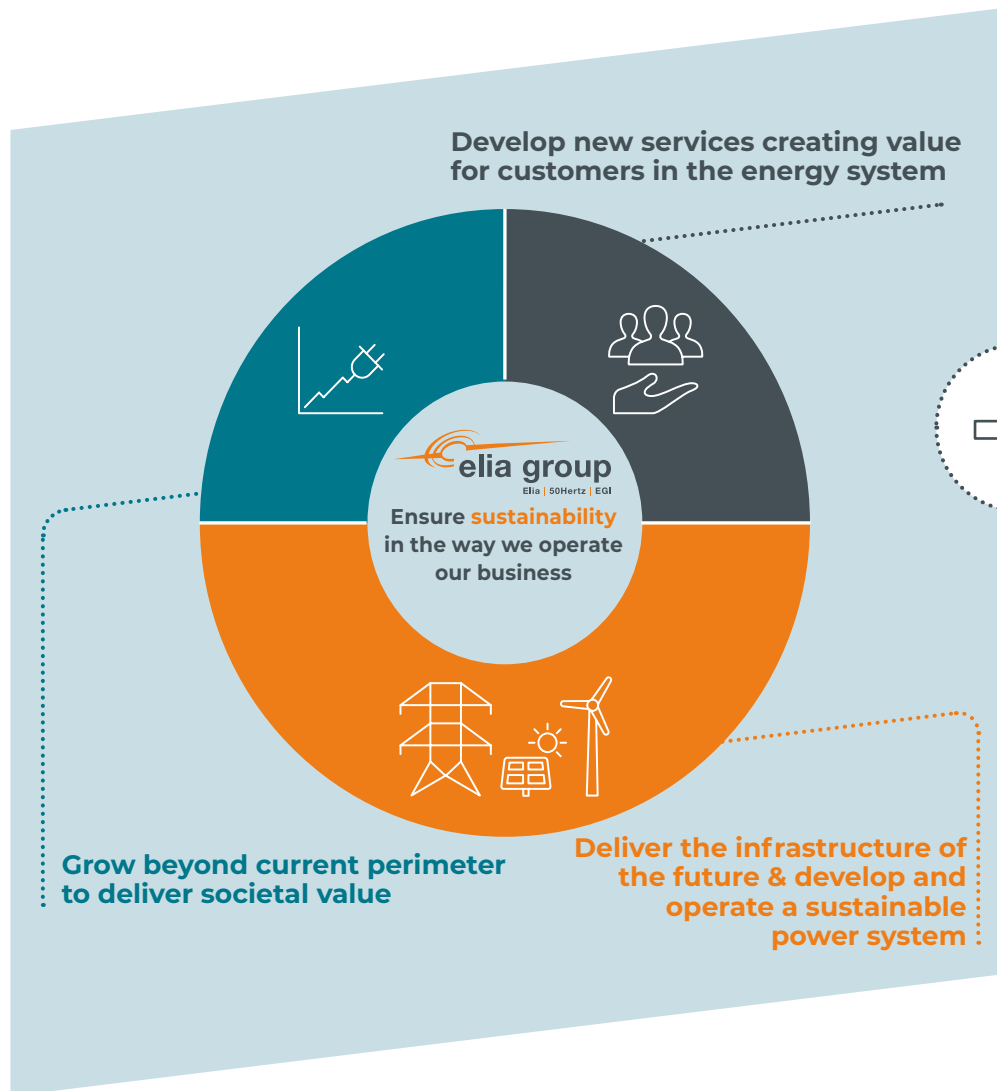 Develop new services creating value
for customers in the energy system
elia group
Elia | 50Hertz | EGI
Ensure sustainability
in the way we operate
our business
Grow beyond current perimeter
to deliver societal value
Deliver the infrastructure of
the future & develop and
operate a sustainable
power system